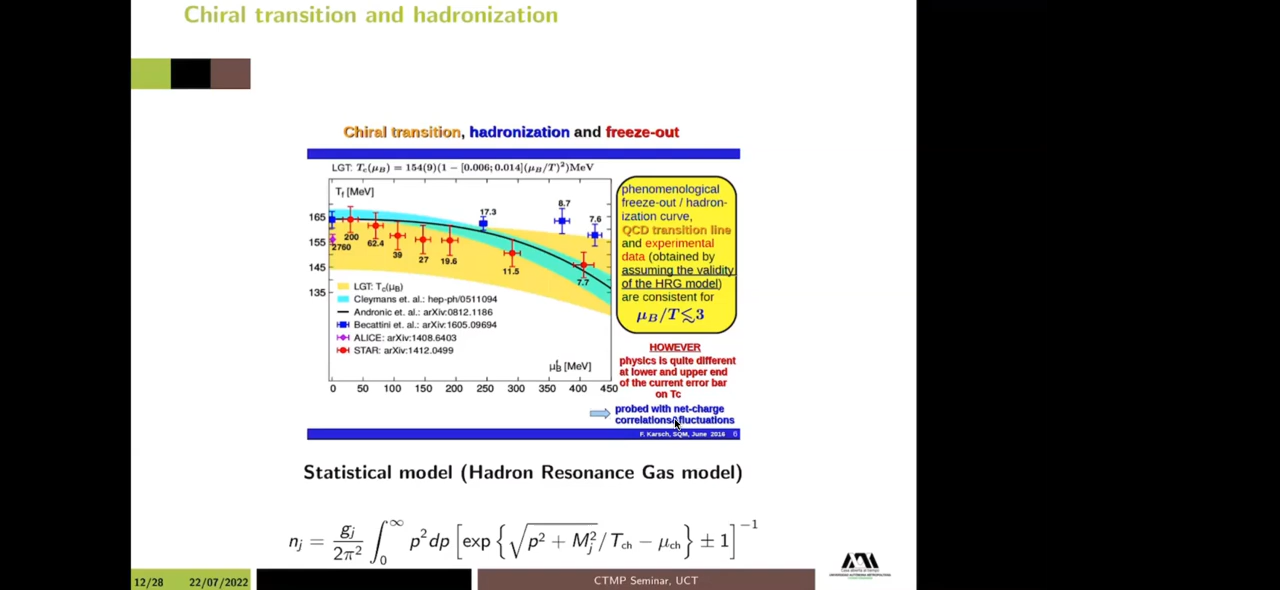 Chiral transition and hadronization
Chiral transition, hadronization and freeze-out
LGT: T_c(μ_B) = 154(9)(1 − [0.006; 0.014](μ_B/T)²)MeV
T_f [MeV]
165
155
145
135
2760
200
62.4
39
27
19.6
17.3
11.5
8.7
7.6
7.7
LGT: T_c(μ_B)
Cleymans et. al.: hep-ph/0511094
Andronic et. al.: arXiv:0812.1186
Becattini et. al.: arXiv:1605.09694
ALICE: arXiv:1408.6403
STAR: arXiv:1412.0499
μ_B^f [MeV]
0 50 100 150 200 250 300 350 400 450
phenomenological
freeze-out / hadron-
ization curve,
QCD transition line
and experimental
data (obtained by
assuming the validity
of the HRG model)
are consistent for
μ_B/T ≲ 3
HOWEVER
physics is quite different
at lower and upper end
of the current error bar
on Tc
probed with net-charge
correlations&fluctuations
F. Karsch, SQM, June 2016 6
Statistical model (Hadron Resonance Gas model)
n_j = g_j/2π² ∫_0^∞ p²dp [exp {√(p² + M_j²)/T_ch − μ_ch} ± 1]^−1
12/28 22/07/2022
CTMP Seminar, UCT